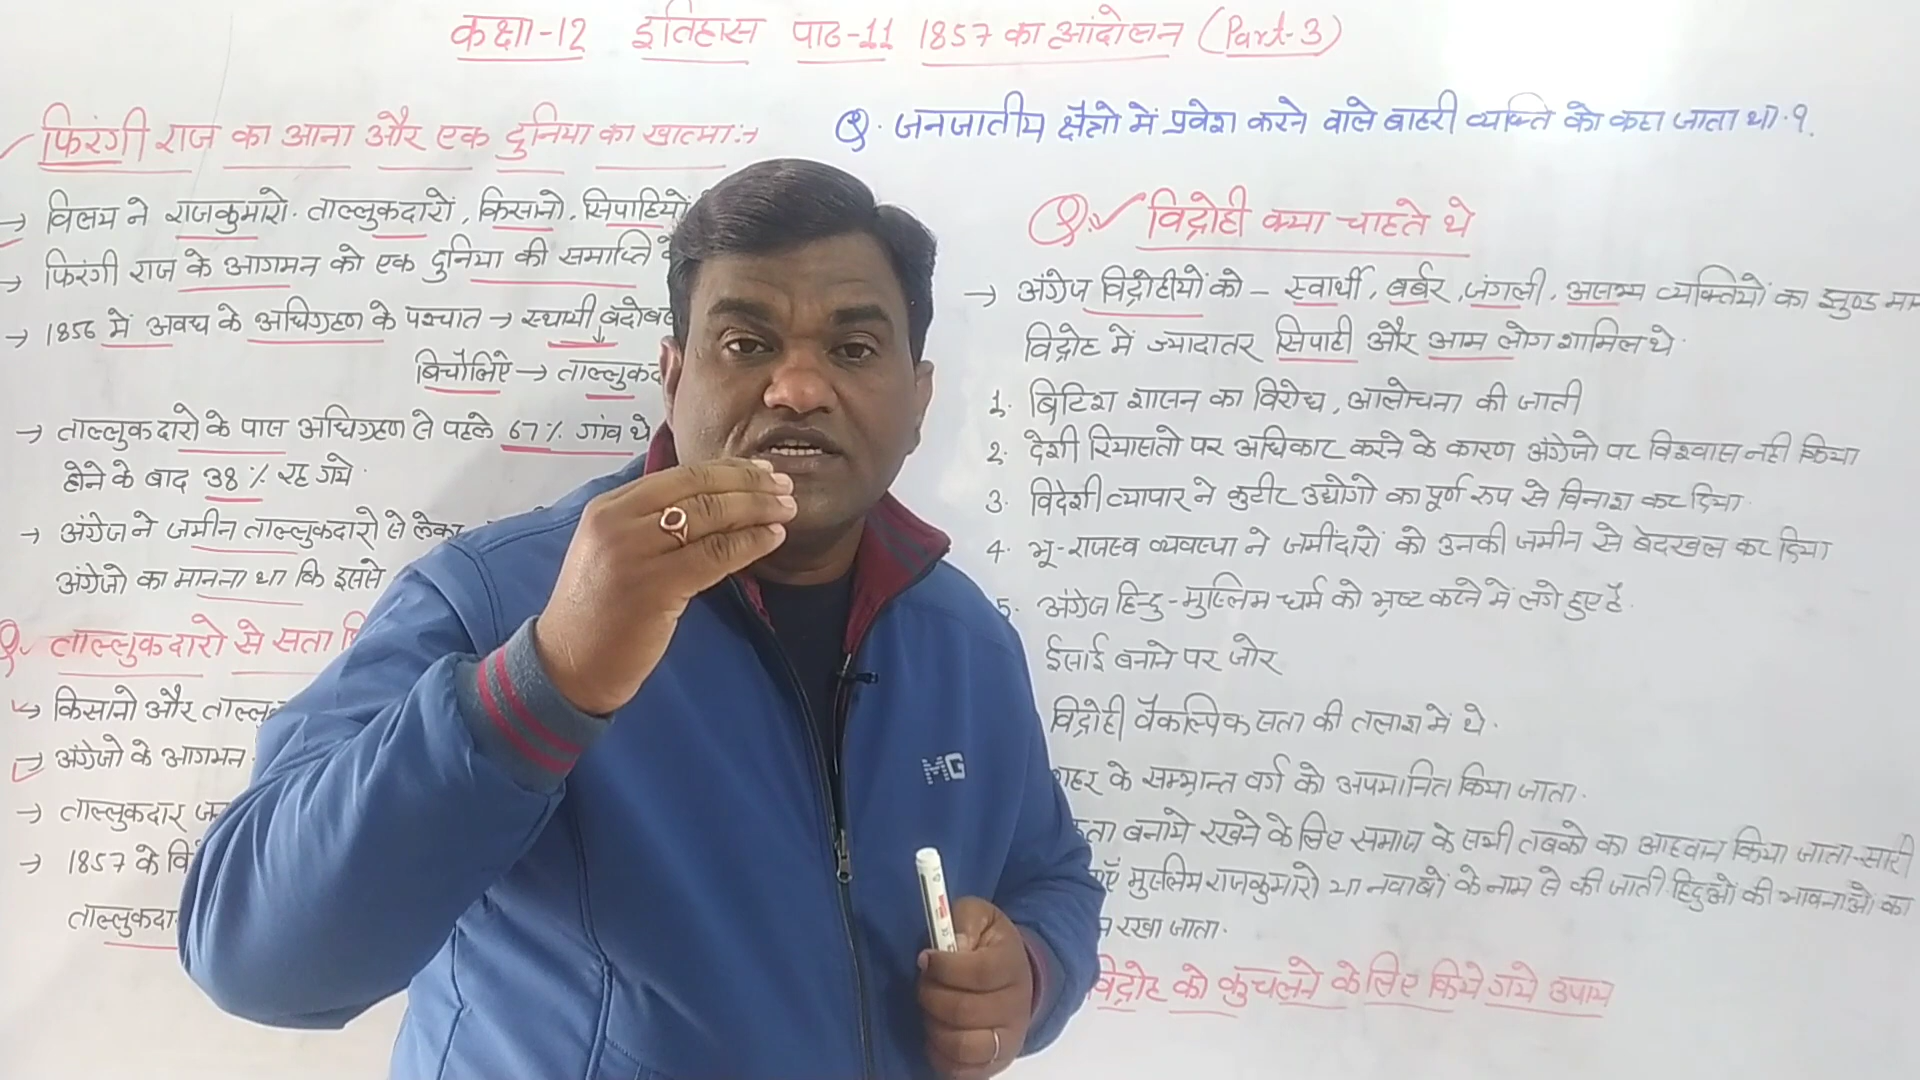 कक्षा-12 इतिहास पाठ-11 1857 का आंदोलन (Part-3)
फिरंगी राज का आना और एक दुनिया का खात्मा:-
→ विलय ने राजकुमारो. ताल्लुकदारों, किसानो, सिपाहियों
→ फिरंगी राज के आगमन को एक दुनिया की समाप्ति के
→ 1856 में अवध के अधिग्रहण के पश्चात → स्थायी बंदोबस्त
बिचौलिए → ताल्लुकदा
→ ताल्लुकदारो के पास अधिग्रहण से पहले 67% गांव थे
होने के बाद 38% रह गये.
→ अंग्रेज ने जमीन ताल्लुकदारो से लेकर
अंग्रेजो का मानना था कि इससे
Q. ताल्लुकदारो से सता
→ किसानो और ताल्लुक
→ अंग्रेजो के आगमन
→ ताल्लुकदार
→ 1857 के वि
ताल्लुकदा
Q. जनजातीय क्षेत्रो में प्रवेश करने वाले बाहरी व्यक्ति को कहा जाता था.?
Q. विद्रोही क्या चाहते थे
→ अंग्रेज विद्रोहीयों को - स्वार्थी, बर्बर, जंगली, असभ्य व्यक्तियों का झुण्ड मा
विद्रोह में ज्यादातर सिपाही और आम लोग शामिल थे.
1. ब्रिटिश शासन का विरोध, आलोचना की जाती
2. देशी रियासतो पर अधिकार करने के कारण अंग्रेजो पर विश्वास नही किया
3. विदेशी व्यापार ने कुटीर उद्योगो का पूर्ण रुप से विनाश कर दिया.
4. भू-राजस्व व्यवस्था ने जमींदारों को उनकी जमीन से बेदखल कर दिया
5. अंग्रेज हिन्दु-मुस्लिम धर्म को भ्रष्ट करने में लगे हुए है.
ईसाई बनाने पर जोर
विद्रोही वैकल्पिक सता की तलाश में थे.
शहर के सम्भ्रान्त वर्ग को अपमानित किया जाता.
कता बनाये रखने के लिए समाज के सभी तबको का आहवान किया जाता-सारी
एँ मुस्लिम राजकुमारो या नवाबों के नाम से की जाती हिंदुओ की भावनाओ का
न रखा जाता.
विद्रोह को कुचलने के लिए किये गये उपाय
MG